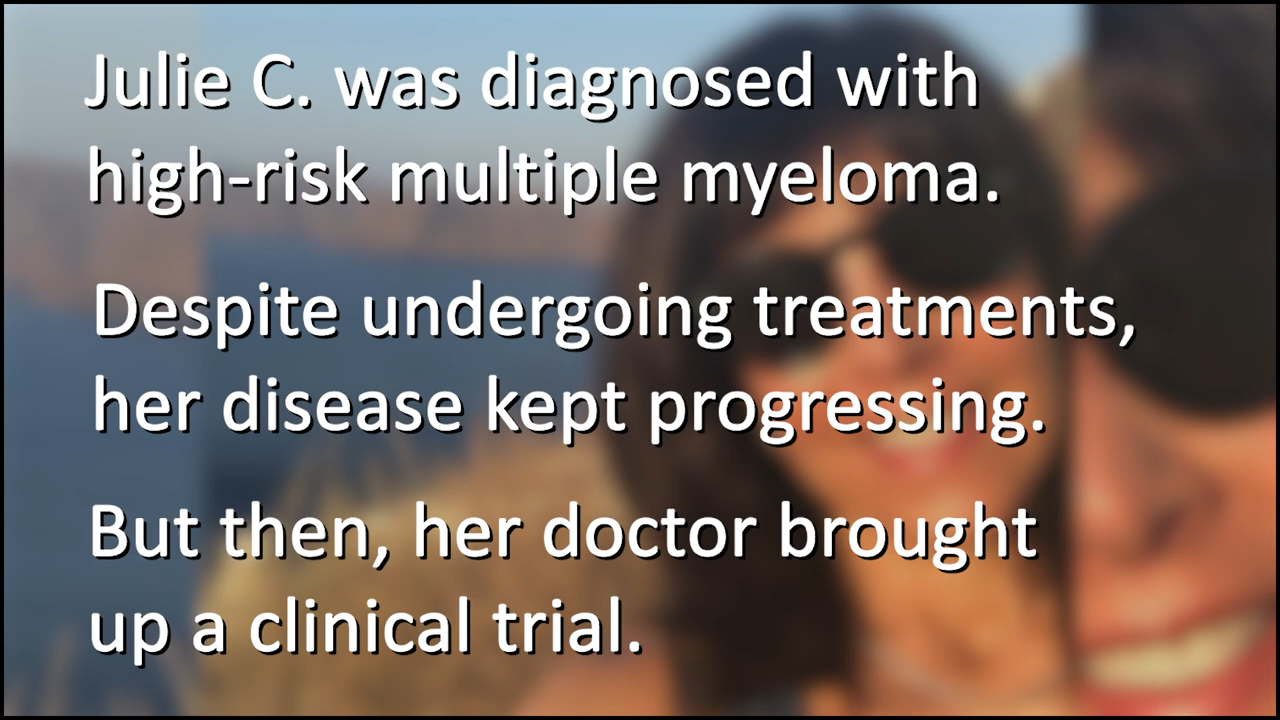 Julie C. was diagnosed with
high-risk multiple myeloma.
Despite undergoing treatments,
her disease kept progressing.
But then, her doctor brought
up a clinical trial.